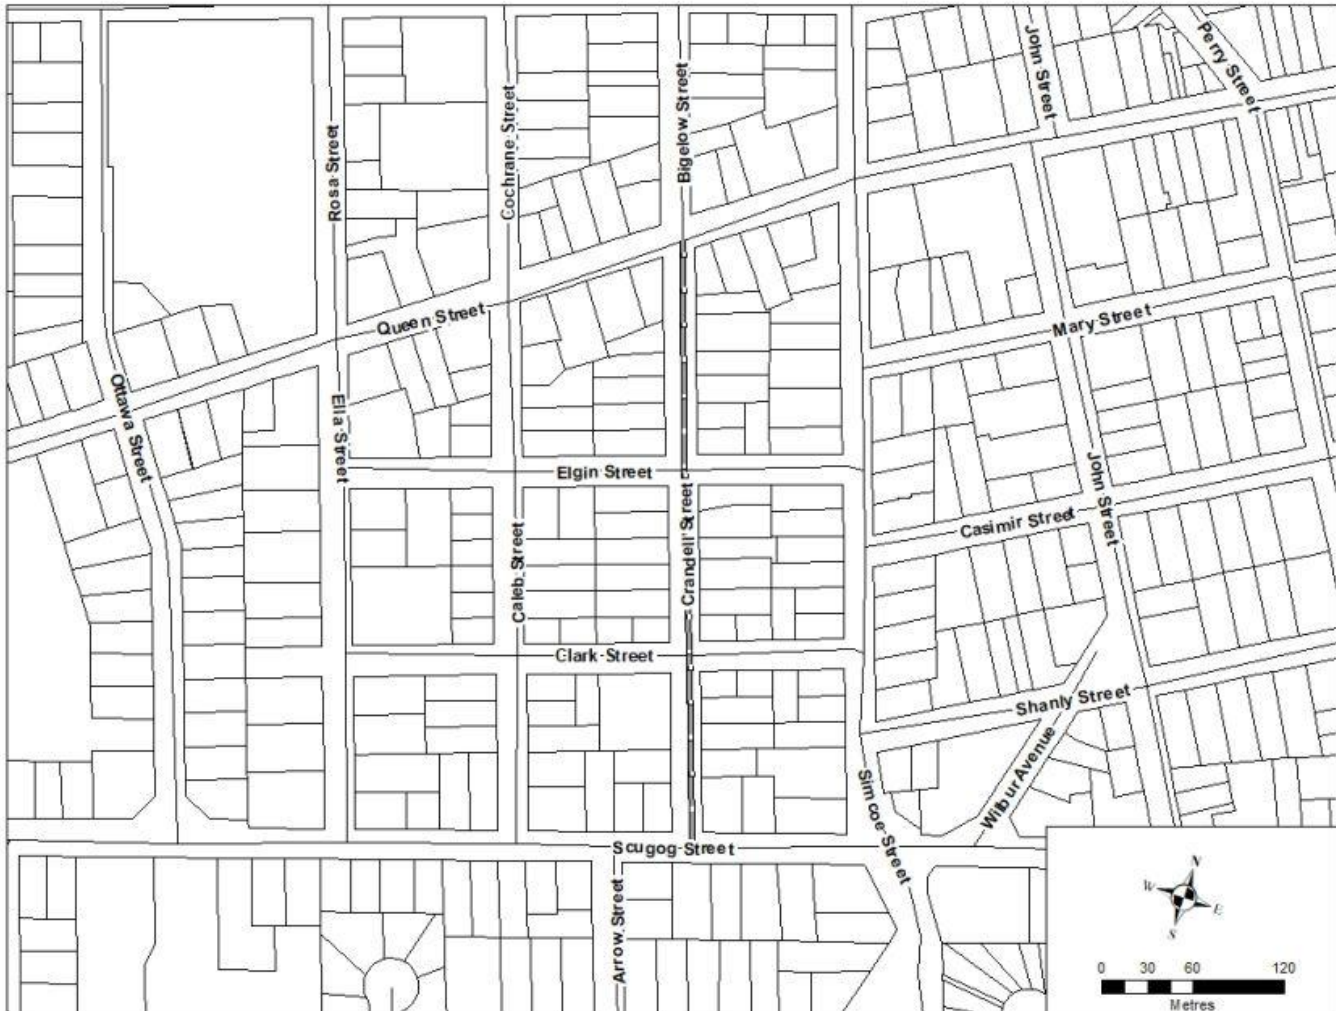 John Street
Perry Street
Bigelow Street
Cochrane Street
Rosa Street
Queen Street
Mary Street
Ottawa Street
Ella Street
Elgin Street
John Street
Casimir Street
Crandell Street
Caleb Street
Clark Street
Shanly Street
Wilbur Avenue
Simcoe Street
Scugog Street
Arrow Street
N
W
E
S
0 30 60 120
Metres